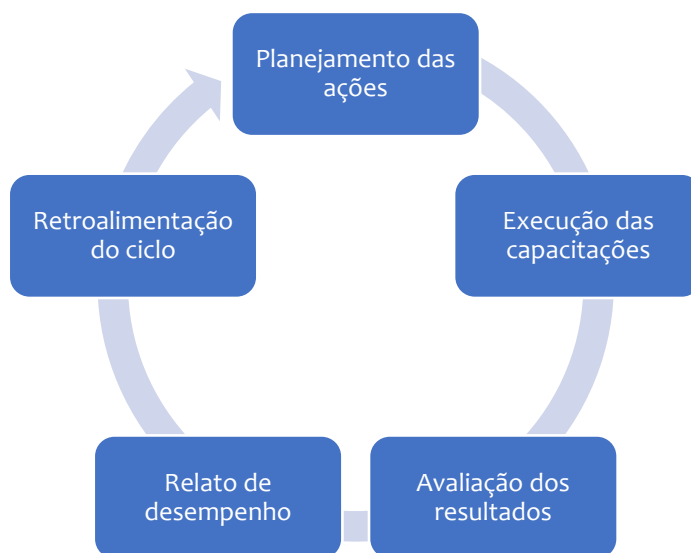 Planejamento das
ações
Execução das
capacitações
Avaliação dos
resultados
Relato de
desempenho
Retroalimentação
do ciclo